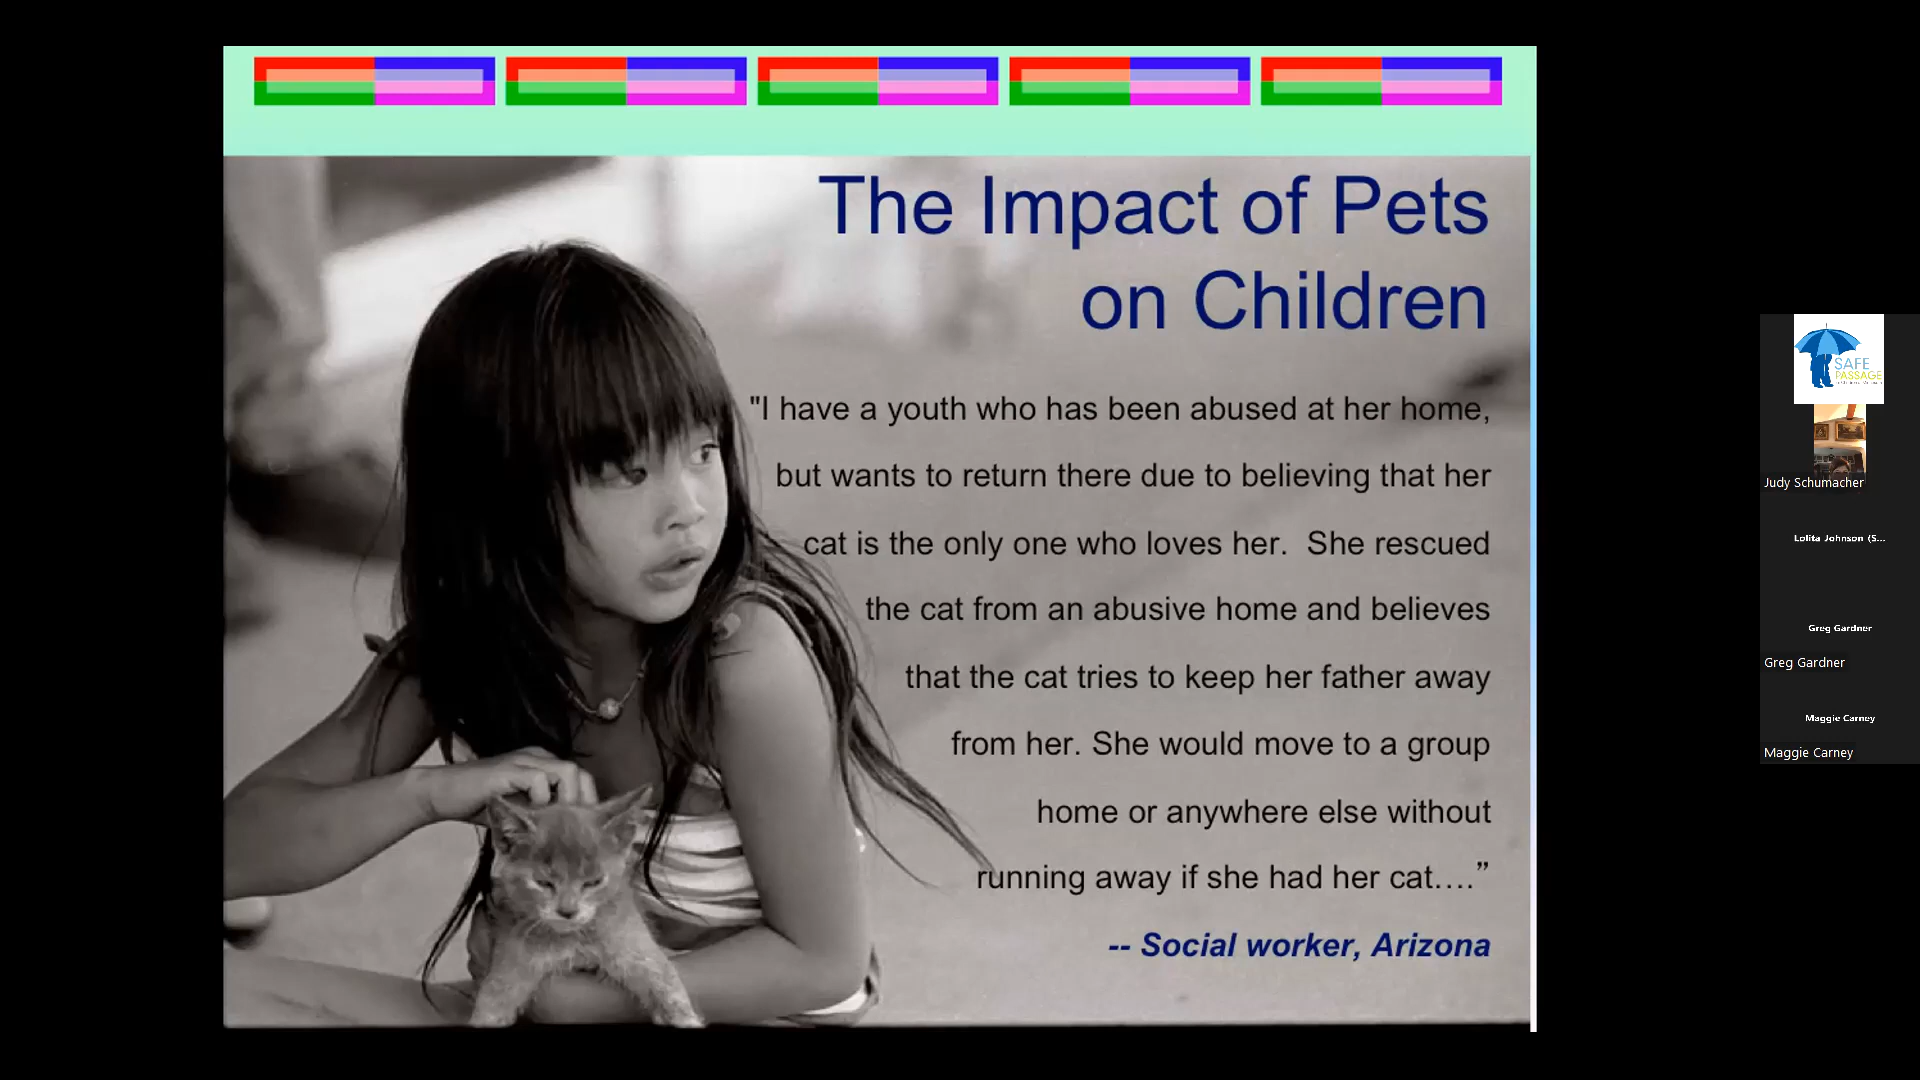 The Impact of Pets
on Children
"I have a youth who has been abused at her home,
but wants to return there due to believing that her
cat is the only one who loves her.  She rescued
the cat from an abusive home and believes
that the cat tries to keep her father away
from her. She would move to a group
home or anywhere else without
running away if she had her cat….”
-- Social worker, Arizona
SAFE
PASSAGE
Judy Schumacher
Lolita Johnson (S...
Greg Gardner
Greg Gardner
Maggie Carney
Maggie Carney